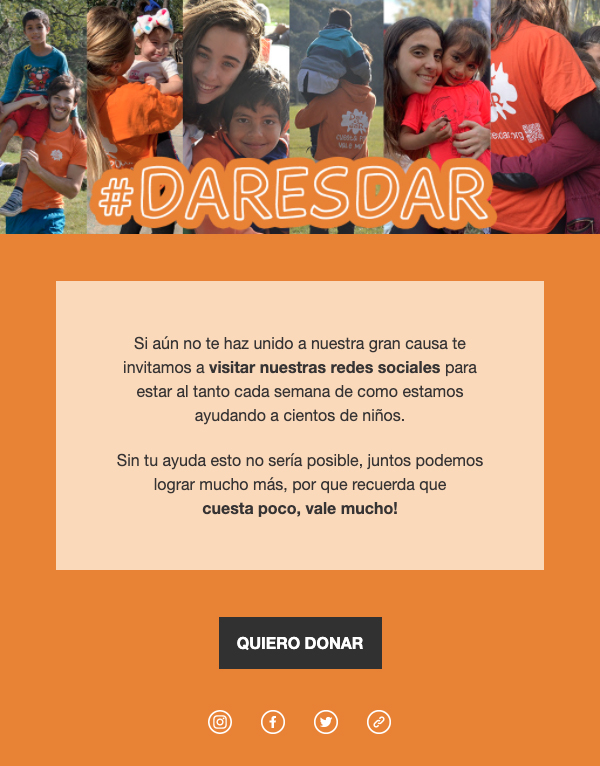 #DARESDAR
Si aún no te haz unido a nuestra gran causa te
invitamos a visitar nuestras redes sociales para
estar al tanto cada semana de como estamos
ayudando a cientos de niños.
Sin tu ayuda esto no sería posible, juntos podemos
lograr mucho más, por que recuerda que
cuesta poco, vale mucho!
QUIERO DONAR